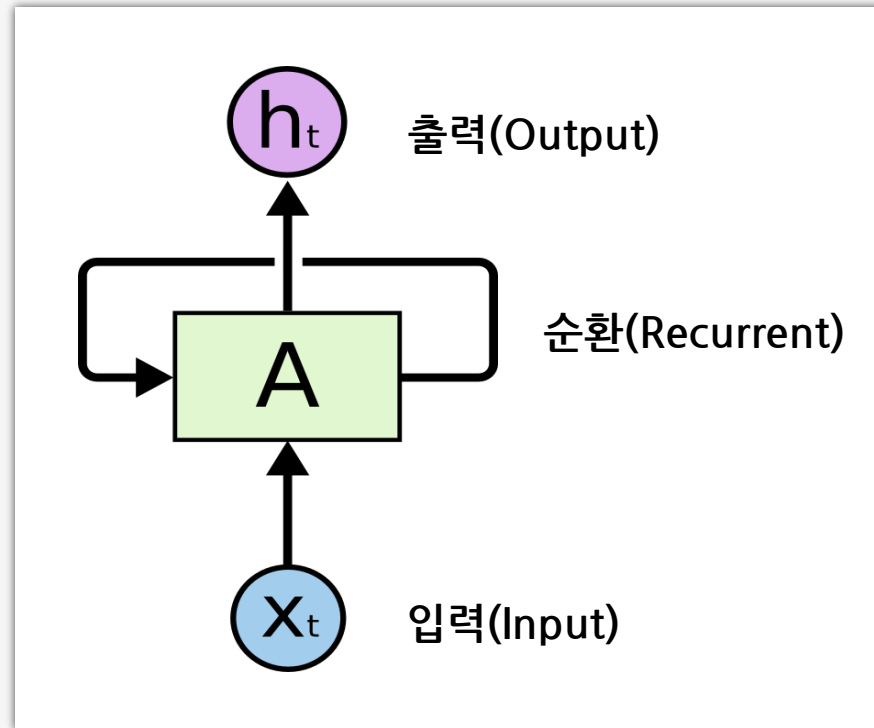 ht
출력(Output)
순환(Recurrent)
A
xt
입력(Input)